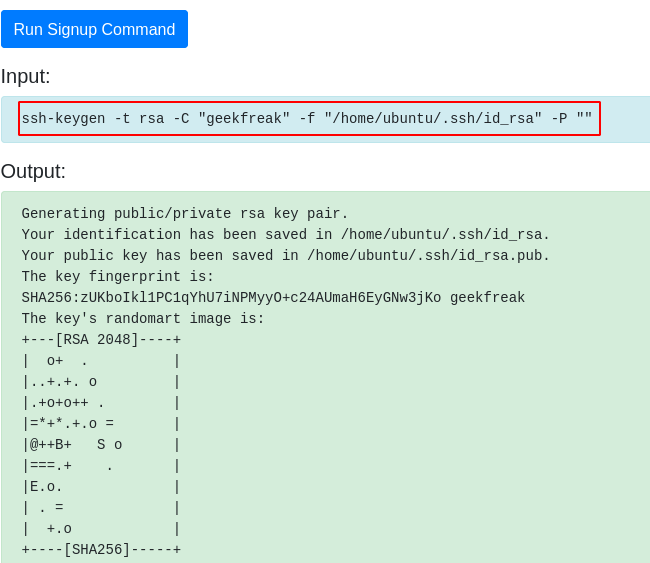 Run Signup Command
Input:
ssh-keygen -t rsa -C "geekfreak" -f "/home/ubuntu/.ssh/id_rsa" -P ""
Output:
Generating public/private rsa key pair.
Your identification has been saved in /home/ubuntu/.ssh/id_rsa.
Your public key has been saved in /home/ubuntu/.ssh/id_rsa.pub.
The key fingerprint is:
SHA256:zUKboIkl1PC1qYhU7iNPMyyO+c24AUmaH6EyGNw3jKo geekfreak
The key's randomart image is:
+---[RSA 2048]----+
|  o+  .          |
|..+.+. o         |
|.+o+o++ .        |
|=*+*.+.o =       |
|@++B+   S o      |
|===.+    .       |
|E.o.             |
| . =             |
|  +.o            |
+----[SHA256]-----+